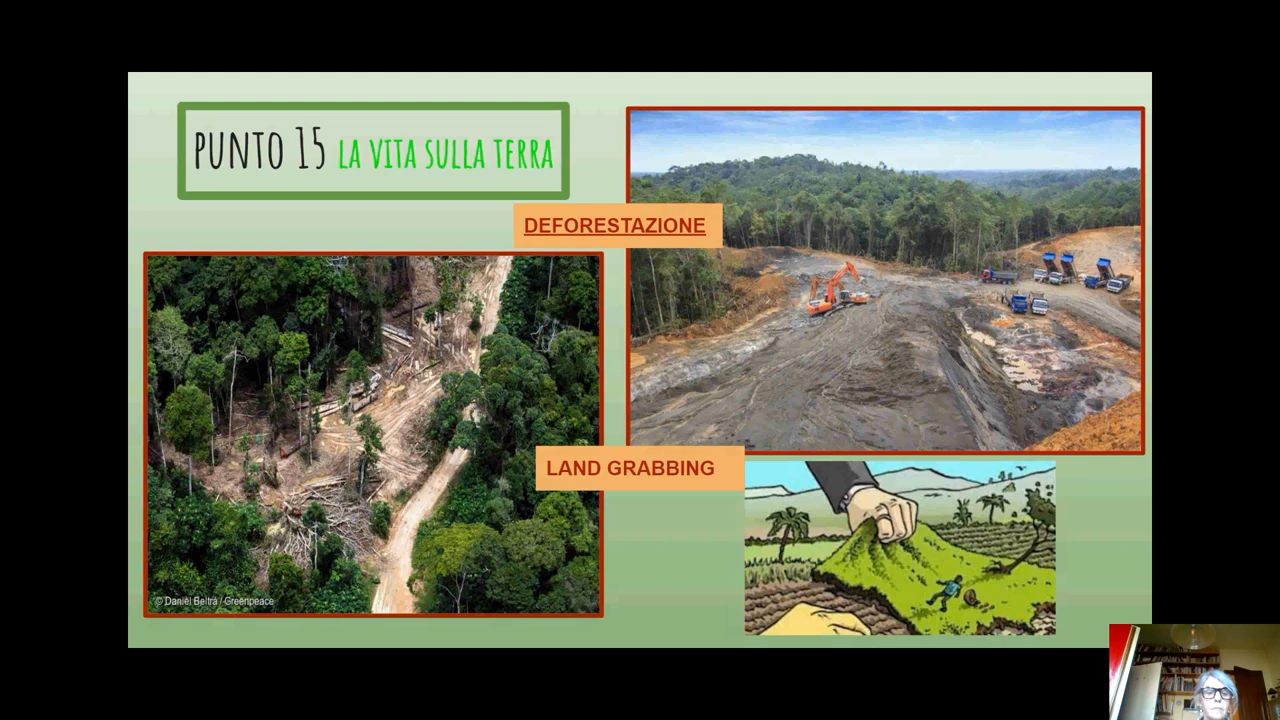 PUNTO 15 LA VITA SULLA TERRA
DEFORESTAZIONE
LAND GRABBING
© Daniel Beltrá / Greenpeace